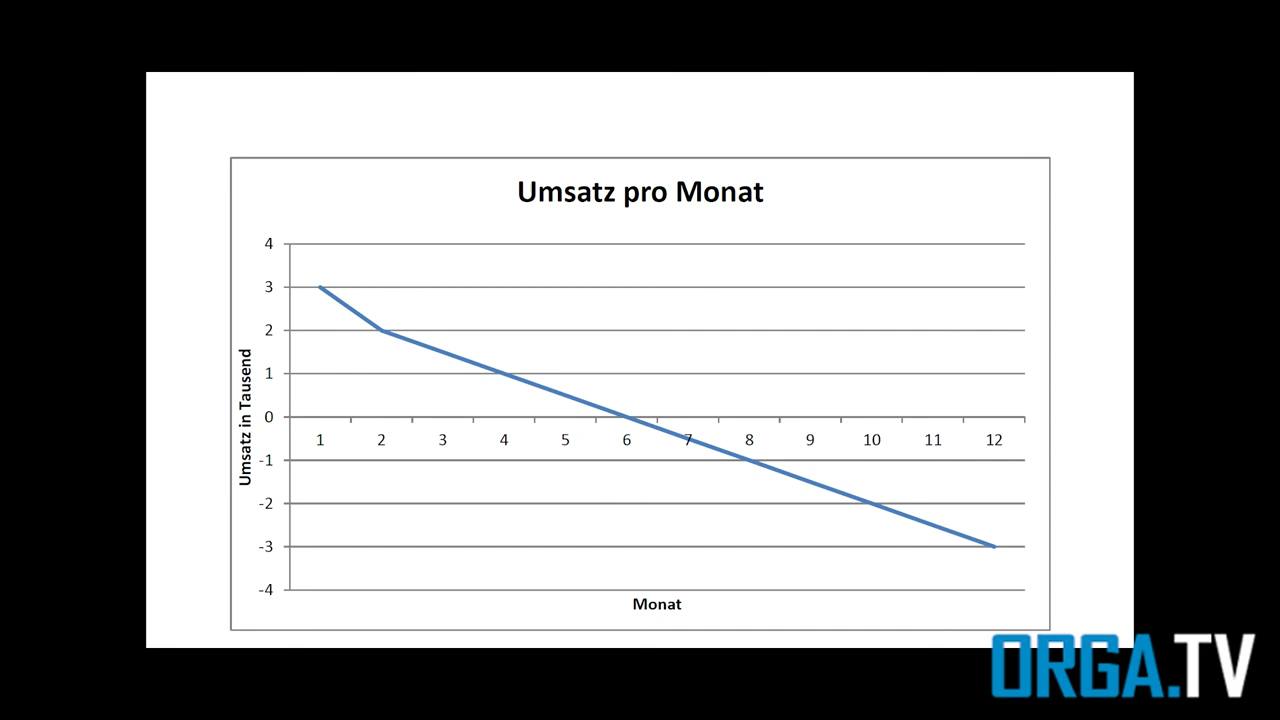 Umsatz pro Monat
4
3
2
1
0
-1
-2
-3
-4
Umsatz in Tausend
1 2 3 4 5 6 7 8 9 10 11 12
Monat
ORGA.TV